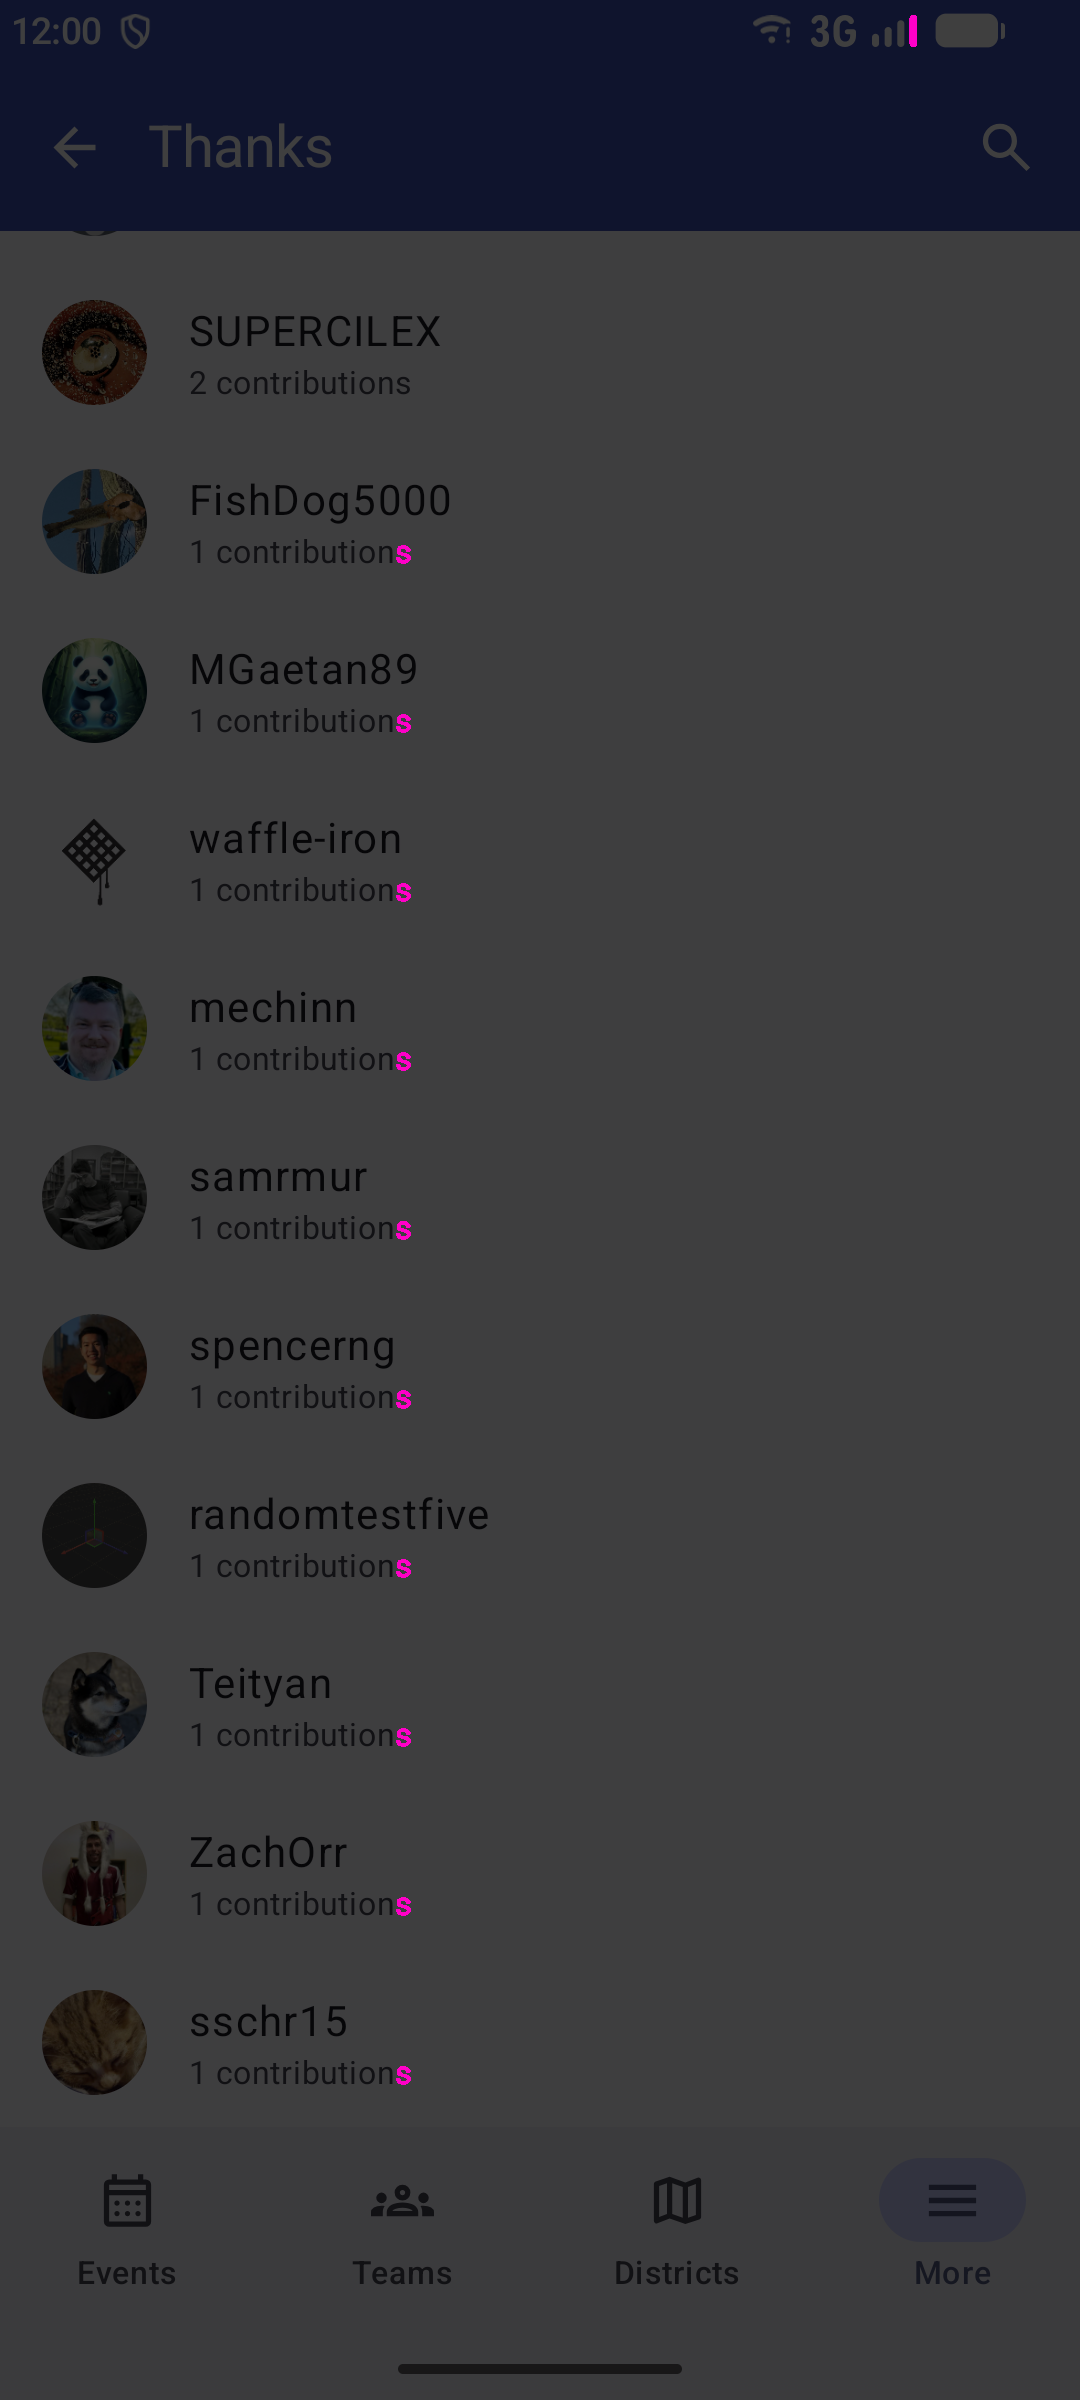 12:00 3G
Thanks
SUPERCILEX
2 contributions
FishDog5000
1 contributions
MGaetan89
1 contributions
waffle-iron
1 contributions
mechinn
1 contributions
samrmur
1 contributions
spencerng
1 contributions
randomtestfive
1 contributions
Teityan
1 contributions
ZachOrr
1 contributions
sschr15
1 contributions
Events Teams Districts More